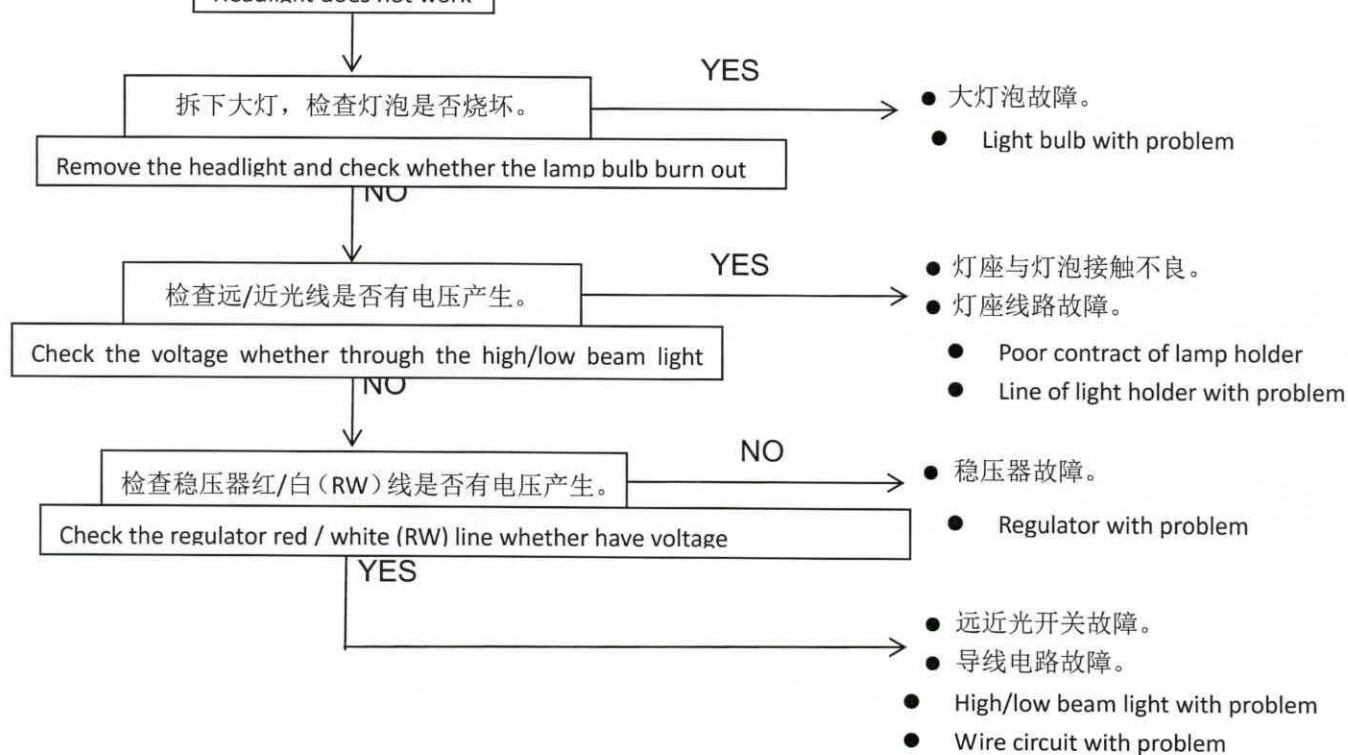 Headlight does not work
YES
拆下大灯，检查灯泡是否烧坏。
● 大灯泡故障。
● Light bulb with problem
Remove the headlight and check whether the lamp bulb burn out
NO
YES
检查远/近光线是否有电压产生。
● 灯座与灯泡接触不良。
● 灯座线路故障。
Check the voltage whether through the high/low beam light
● Poor contract of lamp holder
● Line of light holder with problem
NO
NO
检查稳压器红/白（RW）线是否有电压产生。
● 稳压器故障。
Check the regulator red / white (RW) line whether have voltage
● Regulator with problem
YES
● 远近光开关故障。
● 导线电路故障。
● High/low beam light with problem
● Wire circuit with problem